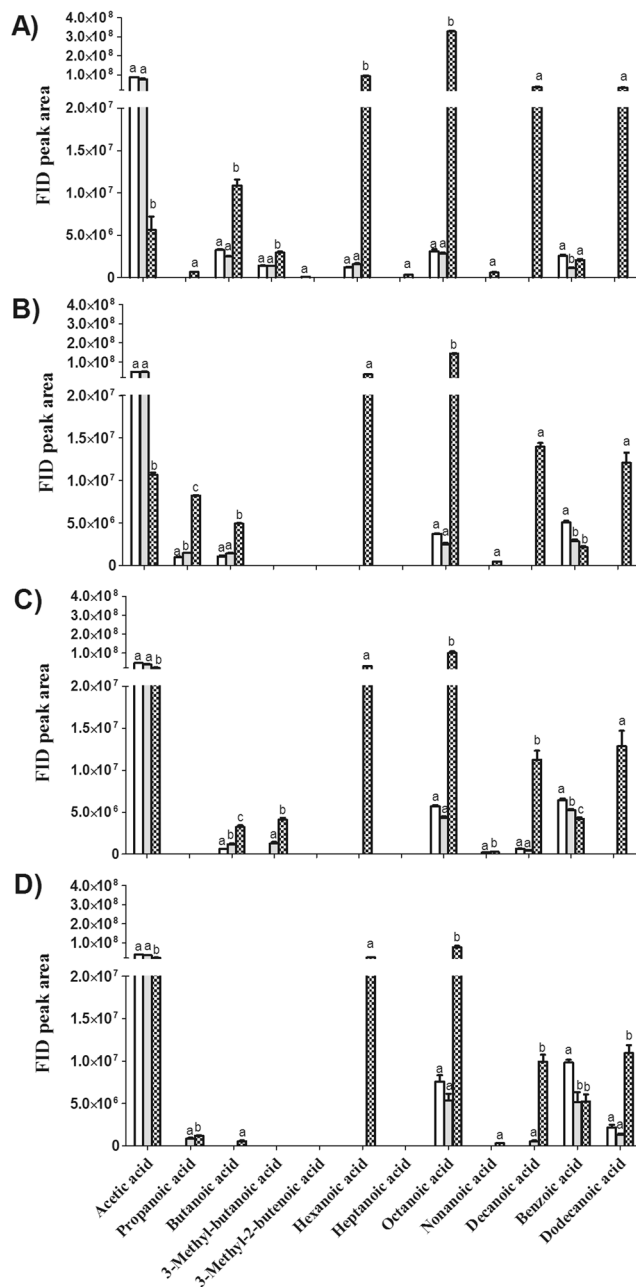 A)
FID peak area
4.0×10⁸
3.0×10⁸
2.0×10⁸
1.0×10⁸
2.0×10⁷
1.5×10⁷
1.0×10⁷
5.0×10⁶
0
a a b
a
a a b
a a b
a
a a b
a
a a b
a
a
a b a
a
B)
FID peak area
4.0×10⁸
3.0×10⁸
2.0×10⁸
1.0×10⁸
2.0×10⁷
1.5×10⁷
1.0×10⁷
5.0×10⁶
0
a a b
a b c
a a b
a
a a b
a
a
a b b
a
C)
FID peak area
4.0×10⁸
3.0×10⁸
2.0×10⁸
1.0×10⁸
2.0×10⁷
1.5×10⁷
1.0×10⁷
5.0×10⁶
0
a a b
a b c
a b
a
a a b
a b
a a b
a b c
a
D)
FID peak area
4.0×10⁸
3.0×10⁸
2.0×10⁸
1.0×10⁸
2.0×10⁷
1.5×10⁷
1.0×10⁷
5.0×10⁶
0
a a b
a b
a
a
a a b
a
a b
a b b
a a b
Acetic acid
Propanoic acid
Butanoic acid
3-Methyl-butanoic acid
3-Methyl-2-butenoic acid
Hexanoic acid
Heptanoic acid
Octanoic acid
Nonanoic acid
Decanoic acid
Benzoic acid
Dodecanoic acid